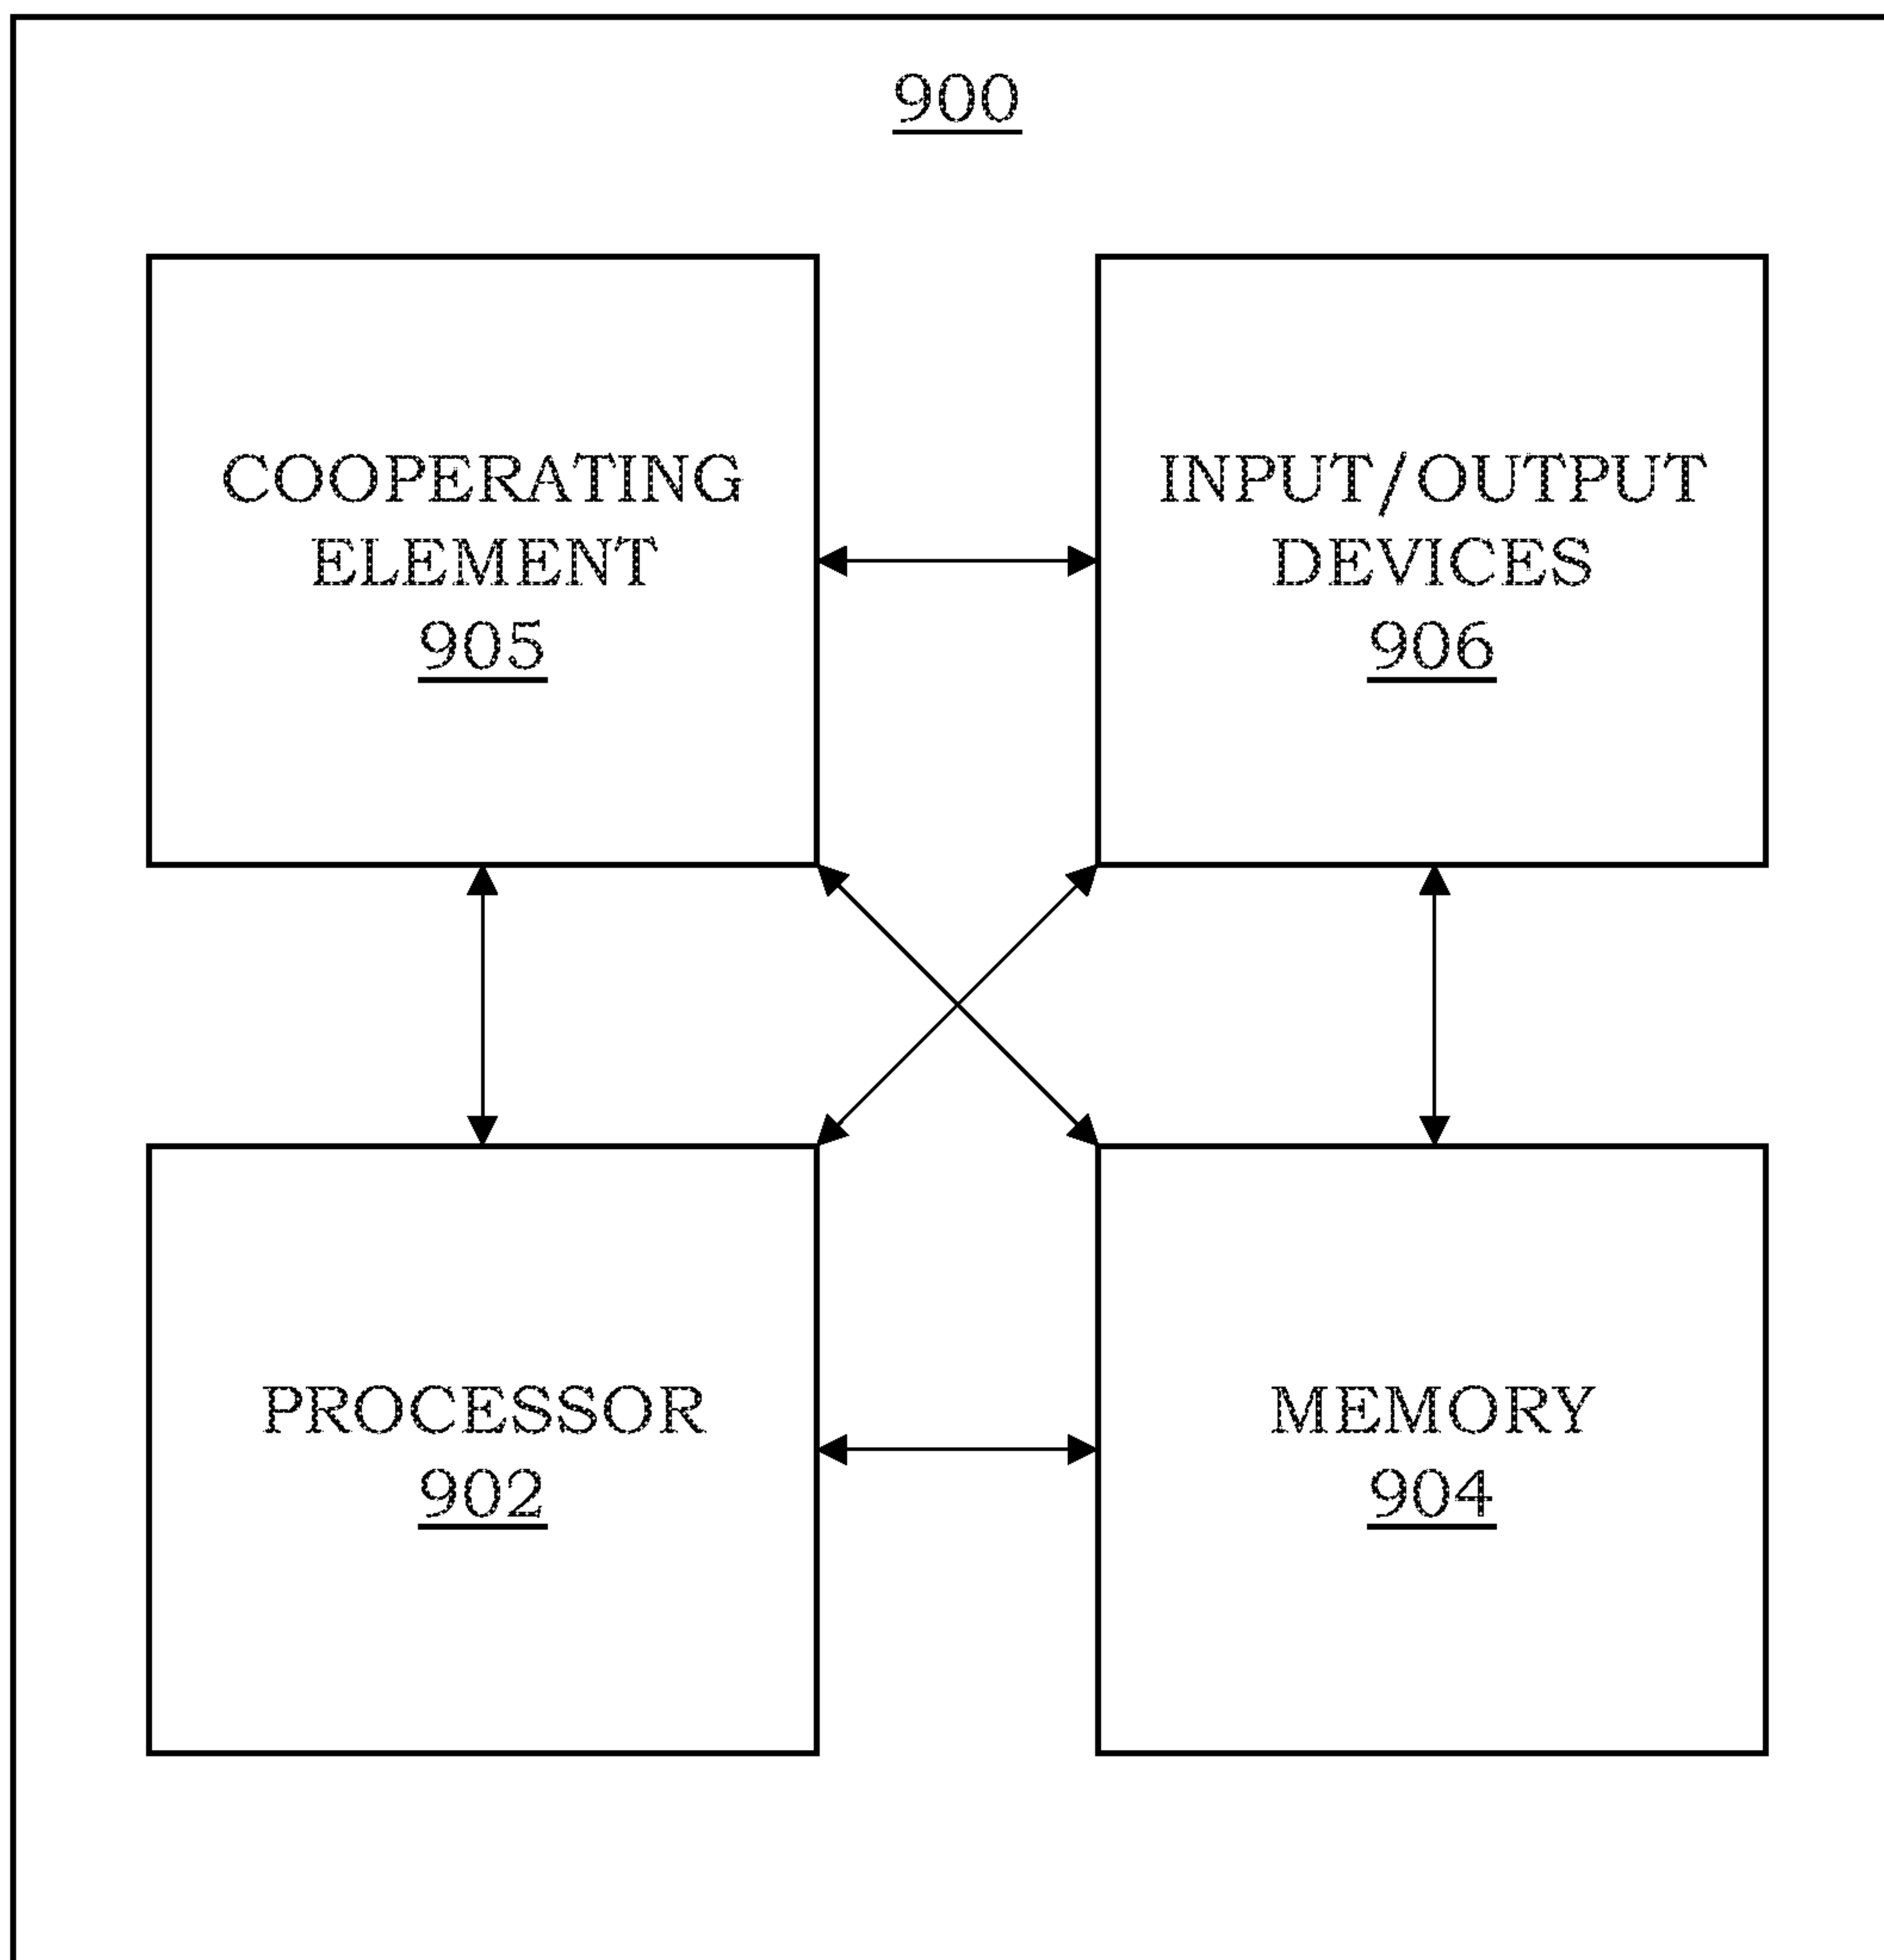 900
COOPERATING
ELEMENT
905
INPUT/OUTPUT
DEVICES
906
PROCESSOR
902
MEMORY
904